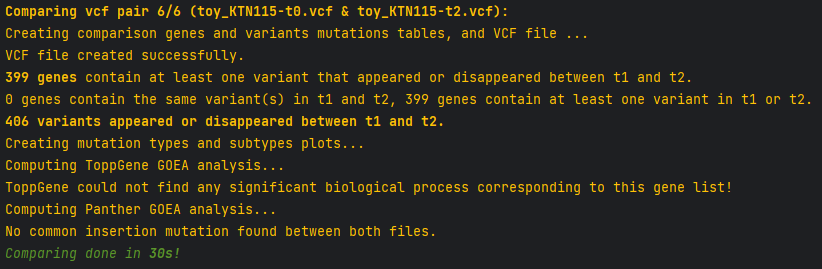 Comparing vcf pair 6/6 (toy_KTN115-t0.vcf & toy_KTN115-t2.vcf):
Creating comparison genes and variants mutations tables, and VCF file ...
VCF file created successfully.
399 genes contain at least one variant that appeared or disappeared between t1 and t2.
0 genes contain the same variant(s) in t1 and t2, 399 genes contain at least one variant in t1 or t2.
406 variants appeared or disappeared between t1 and t2.
Creating mutation types and subtypes plots...
Computing ToppGene GOEA analysis...
ToppGene could not find any significant biological process corresponding to this gene list!
Computing Panther GOEA analysis...
No common insertion mutation found between both files.
Comparing done in 30s!